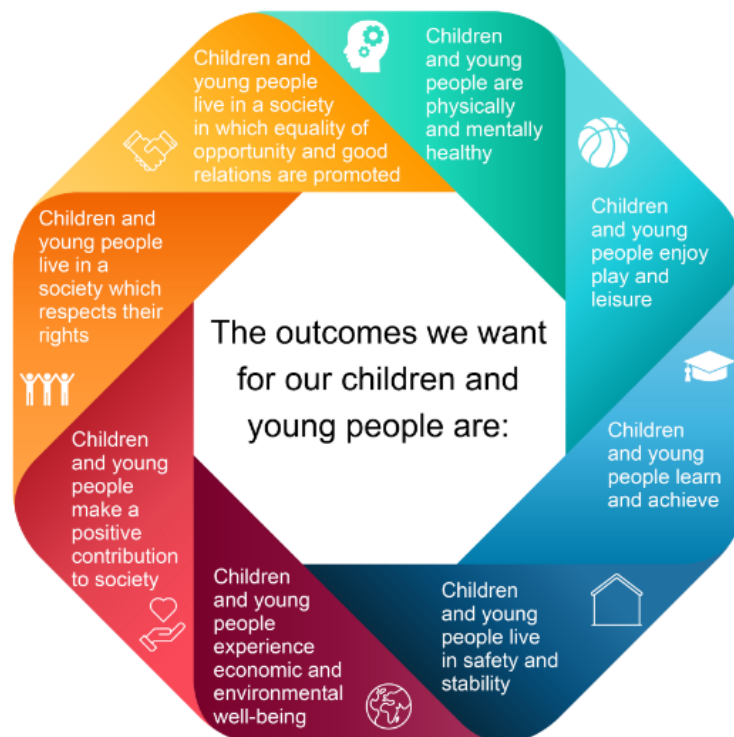 The outcomes we want
for our children and
young people are:
Children
and young
people are
physically
and mentally
healthy
Children
and young
people enjoy
play and
leisure
Children
and young
people learn
and achieve
Children
and young
people live
in safety and
stability
Children
and young
people
experience
economic and
environmental
well-being
Children
and young
people
make a
positive
contribution
to society
Children and
young people
live in a
society which
respects their
rights
Children and
young people
live in a society
in which equality of
opportunity and good
relations are promoted